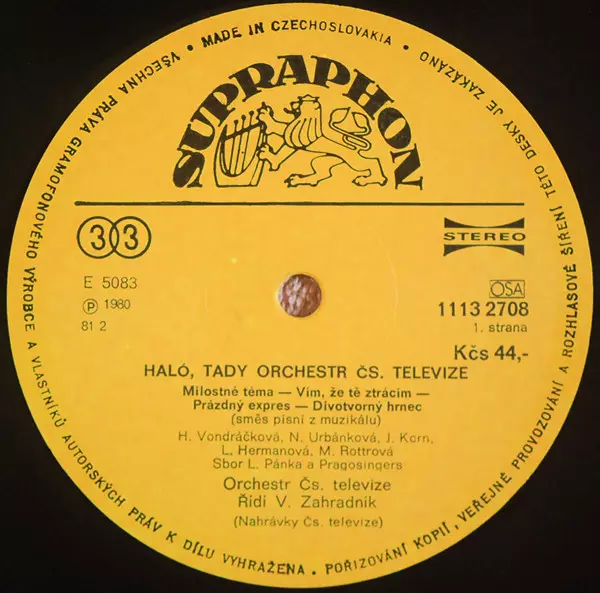 VŠECHNA PRÁVA GRAMOFONOVÉHO VÝROBCE A VLASTNÍKŮ AUTORSKÝCH PRÁV K DÍLU VYHRAŽENA . POŘIZOVÁNÍ KOPIÍ, VEŘEJNÉ PROVOZOVÁNÍ A ROZHLASOVÉ ŠÍŘENÍ TÉTO DESKY JE ZAKÁZÁNO
• MADE IN CZECHOSLOVAKIA •
SUPRAPHON
33
STEREO
E 5083
Ⓟ 1980
81 2
OSA
1113 2708
1. strana
Kčs 44,-
HALÓ, TADY ORCHESTR ČS. TELEVIZE
Milostné téma — Vím, že tě ztrácím —
Prázdný expres — Divotvorný hrnec
(směs písní z muzikálu)
H. Vondráčková, N. Urbánková, J. Korn,
L. Hermanová, M. Rottrová
Sbor L. Pánka a Pragosingers
Orchestr Čs. televize
Řídí V. Zahradník
(Nahrávky Čs. televize)